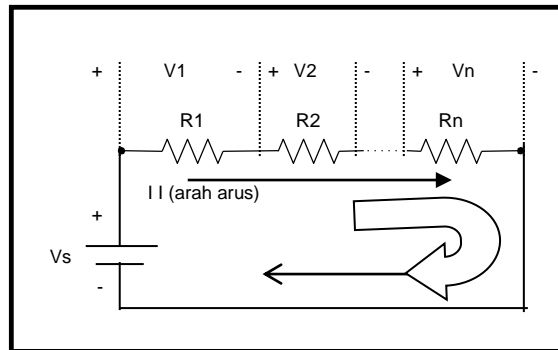 + V1 - + V2 - + Vn -
R1 R2 Rn
I I (arah arus)
+
Vs
-